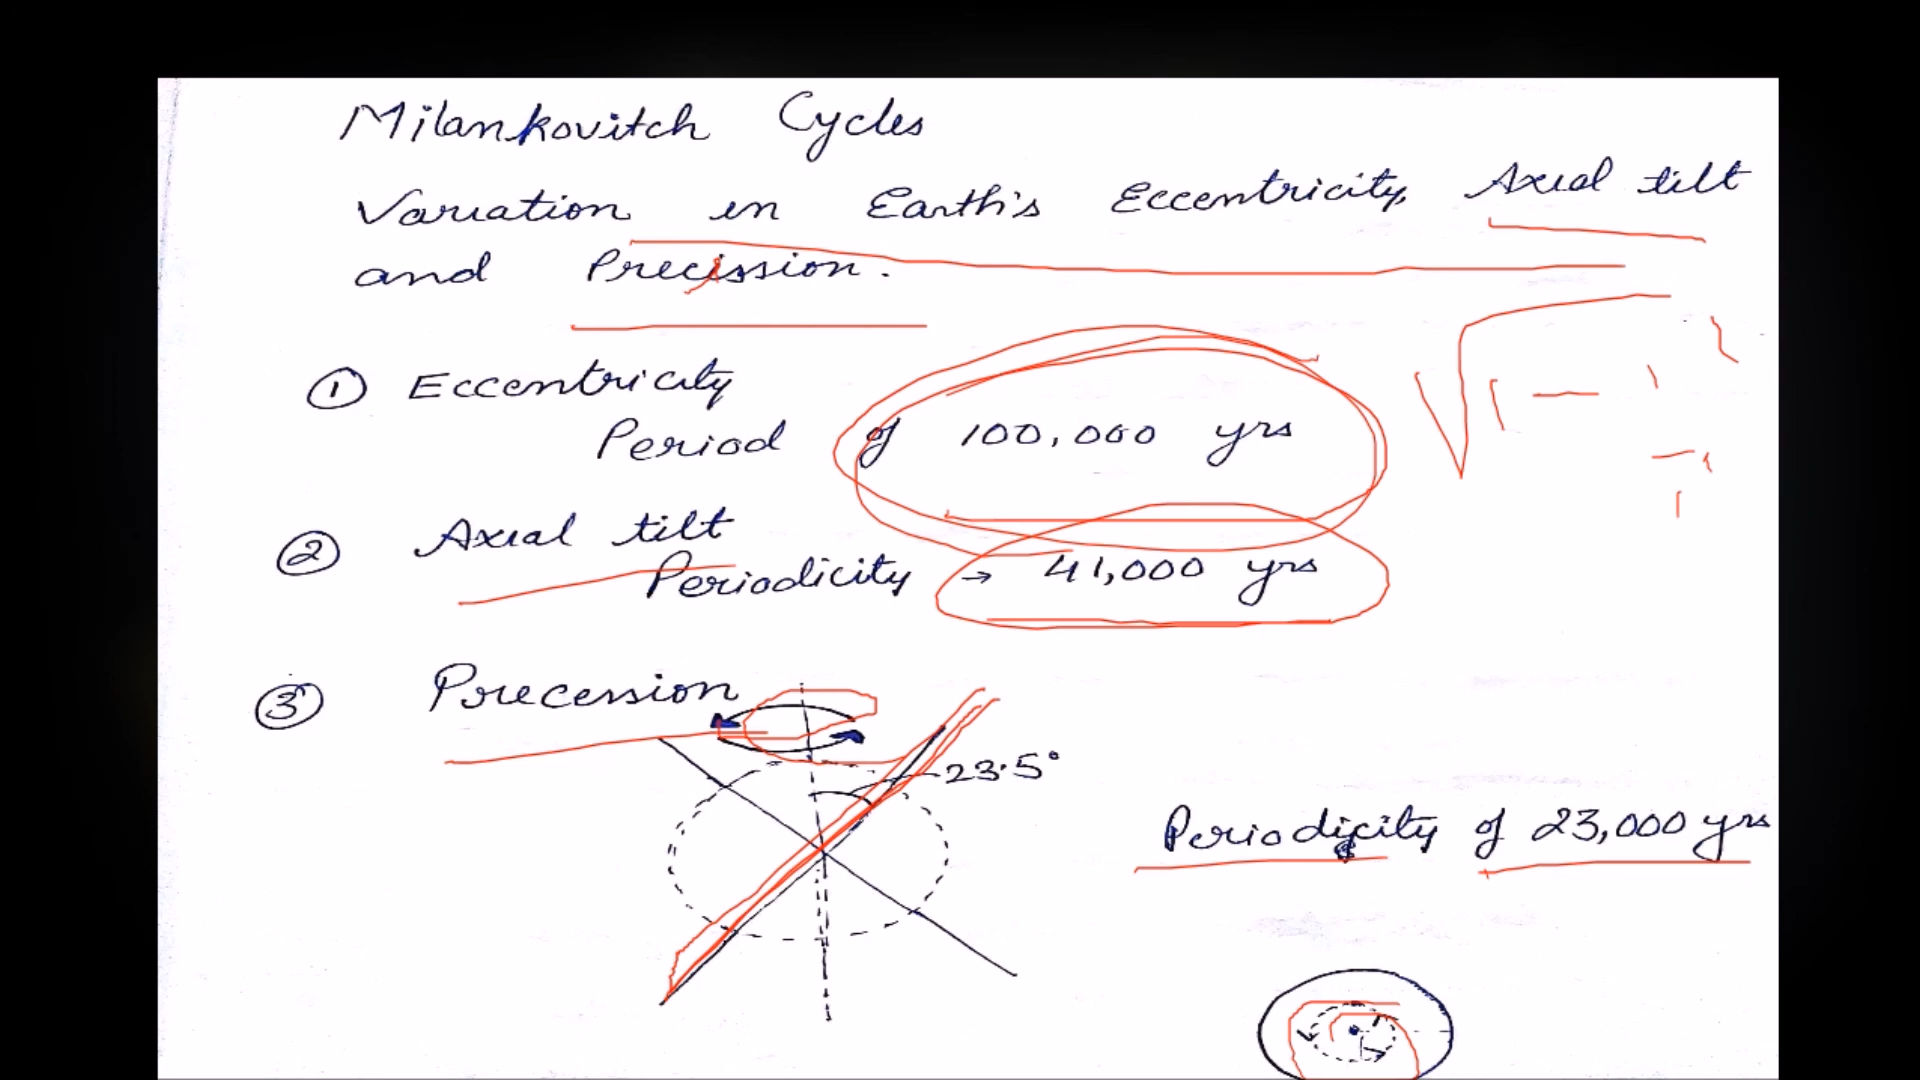 Milankovitch Cycles
Variation in Earth's Eccentricity, Axial tilt
and Precission.
① Eccentricity
Period of 100,000 yrs
② Axial tilt
Periodicity → 41,000 yrs
③ Precession
23.5°
Periodicity of 23,000 yrs